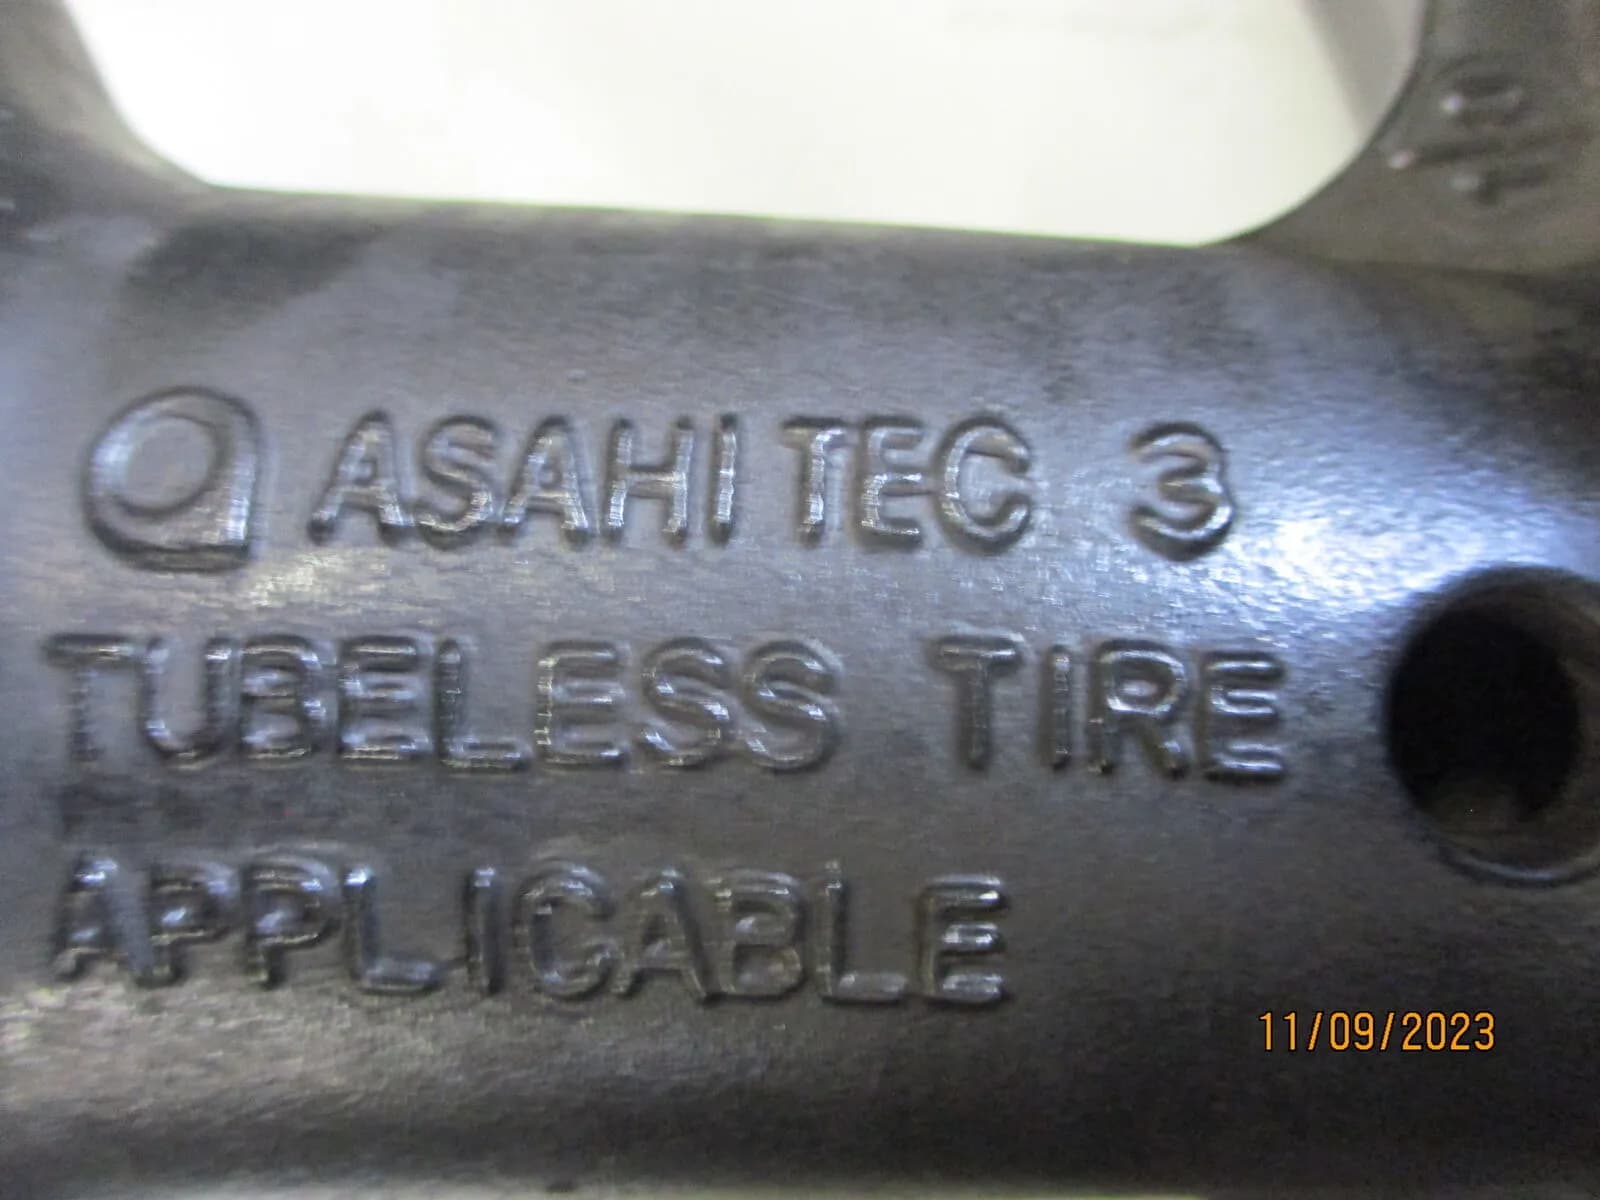 ASAHI TEC 3
TUBELESS TIRE
APPLICABLE
11/09/2023